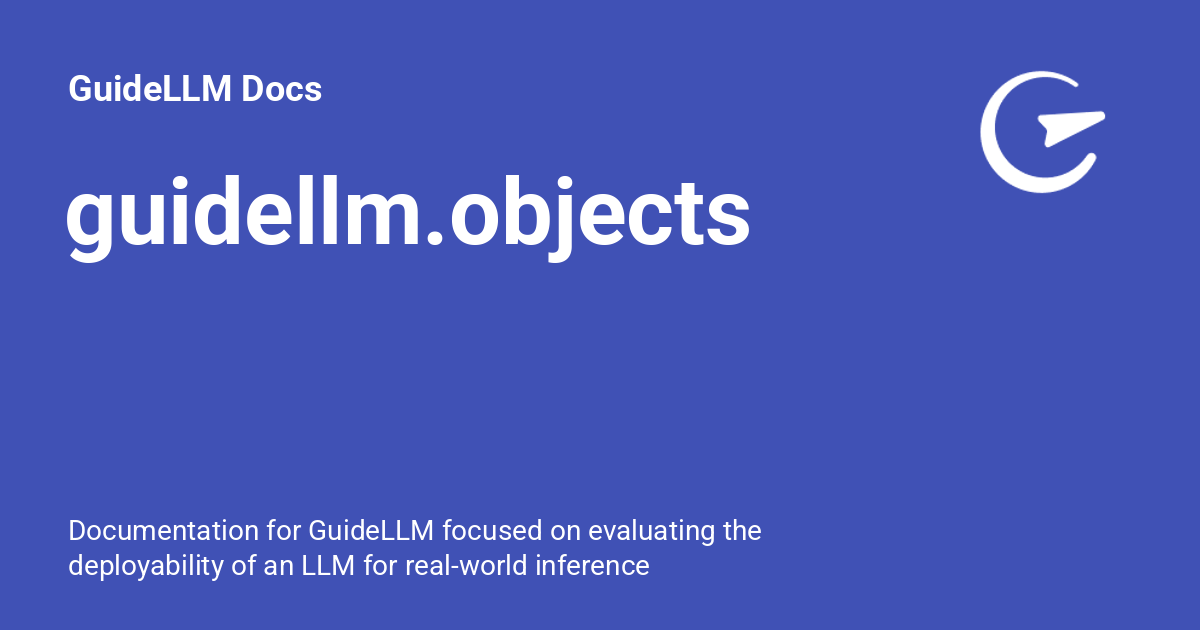 GuideLLM Docs
guidellm.objects
Documentation for GuideLLM focused on evaluating the
deployability of an LLM for real-world inference